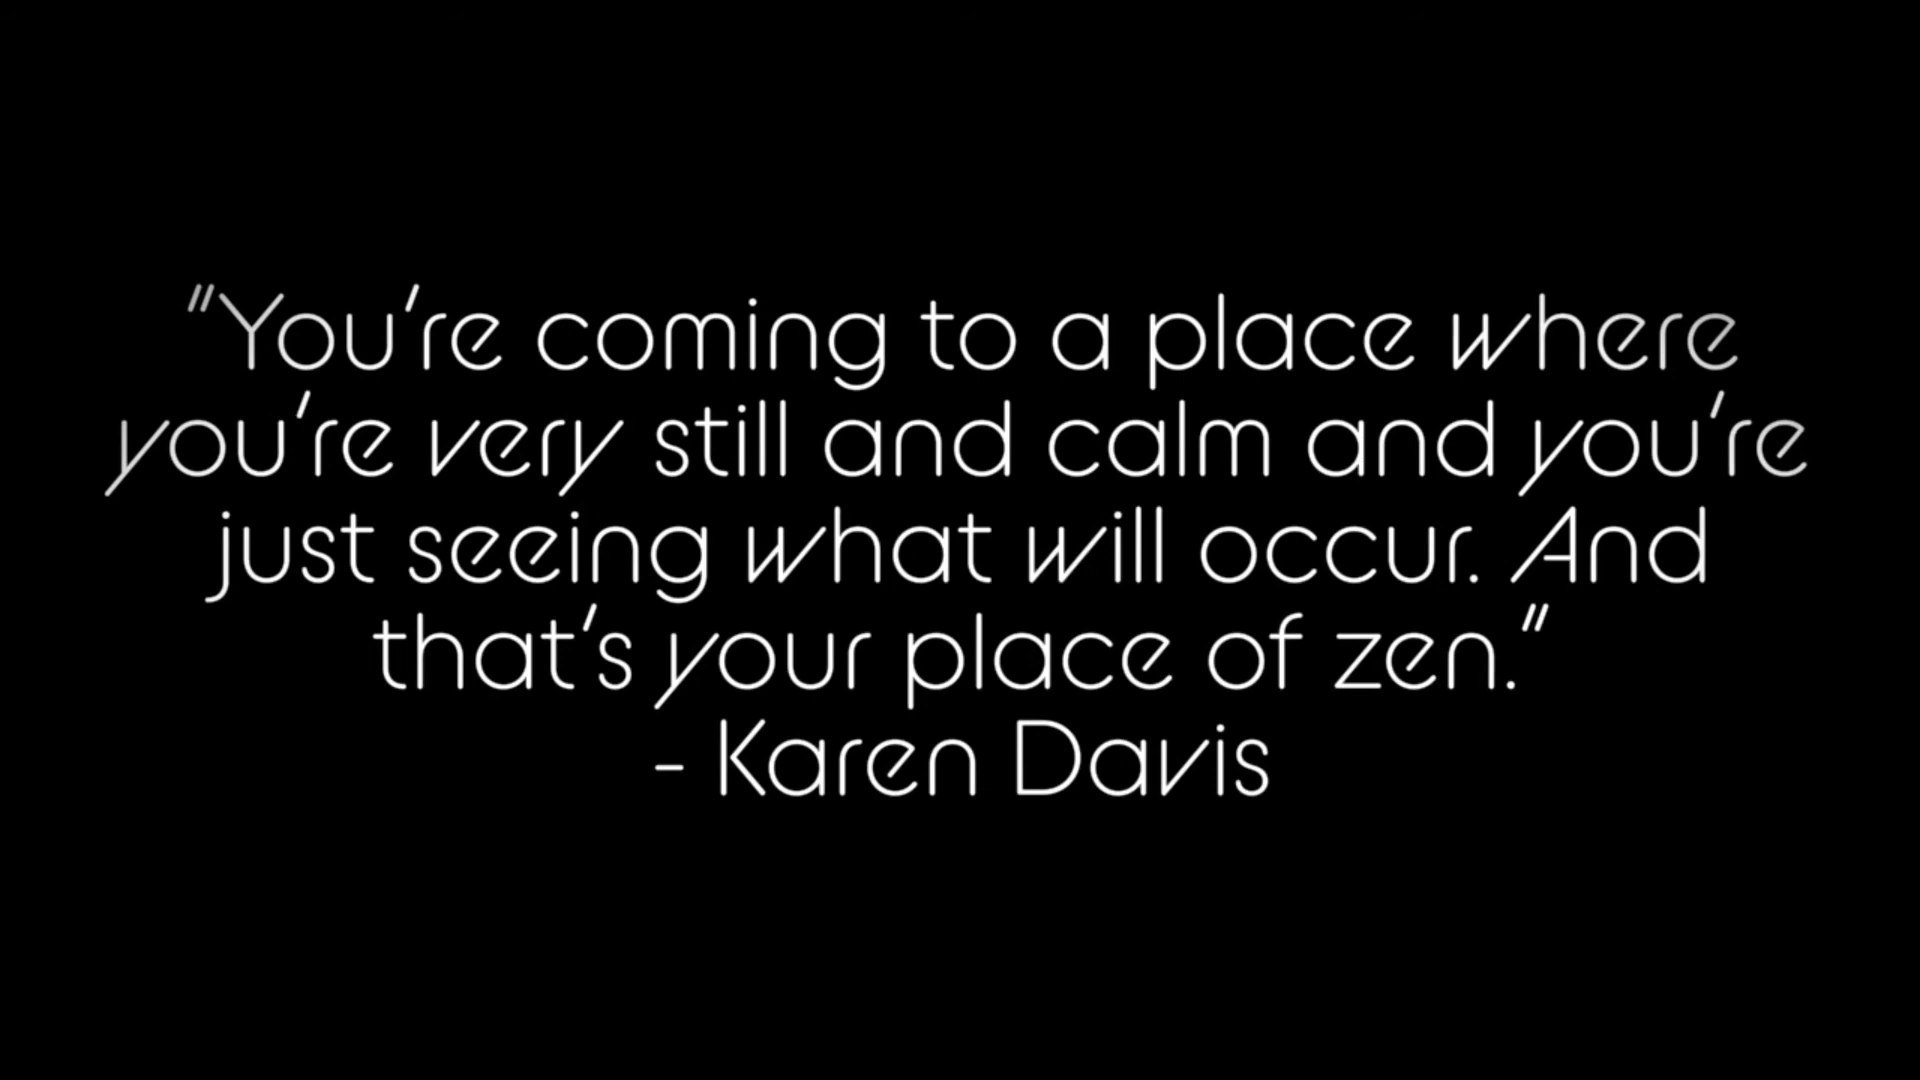 "You're coming to a place where
you're very still and calm and you're
just seeing what will occur. And
that's your place of zen."
- Karen Davis